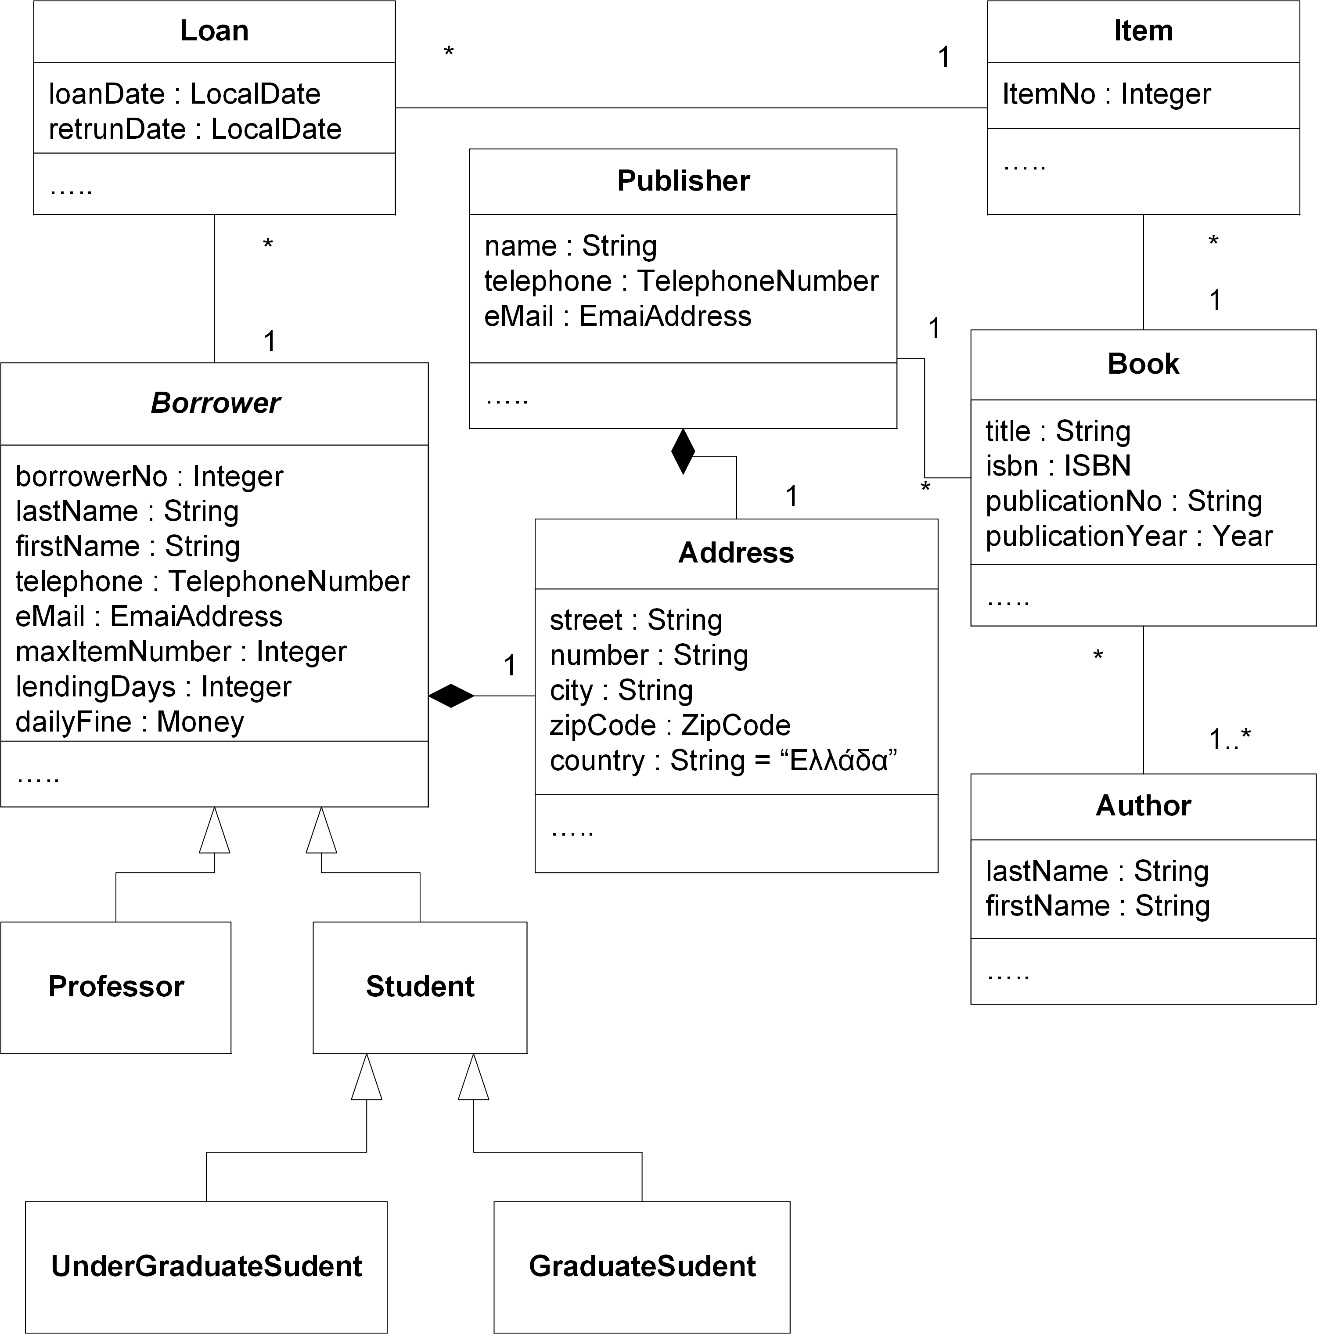 Loan
loanDate : LocalDate
retrunDate : LocalDate
…..
*
1
Item
ItemNo : Integer
…..
Publisher
name : String
telephone : TelephoneNumber
eMail : EmaiAddress
…..
*
1
*
1
1
*
Borrower
borrowerNo : Integer
lastName : String
firstName : String
telephone : TelephoneNumber
eMail : EmaiAddress
maxItemNumber : Integer
lendingDays : Integer
dailyFine : Money
…..
Book
title : String
isbn : ISBN
publicationNo : String
publicationYear : Year
…..
1
1
Address
street : String
number : String
city : String
zipCode : ZipCode
country : String = “Ελλάδα”
…..
*
1..*
Author
lastName : String
firstName : String
…..
Professor
Student
UnderGraduateSudent
GraduateSudent